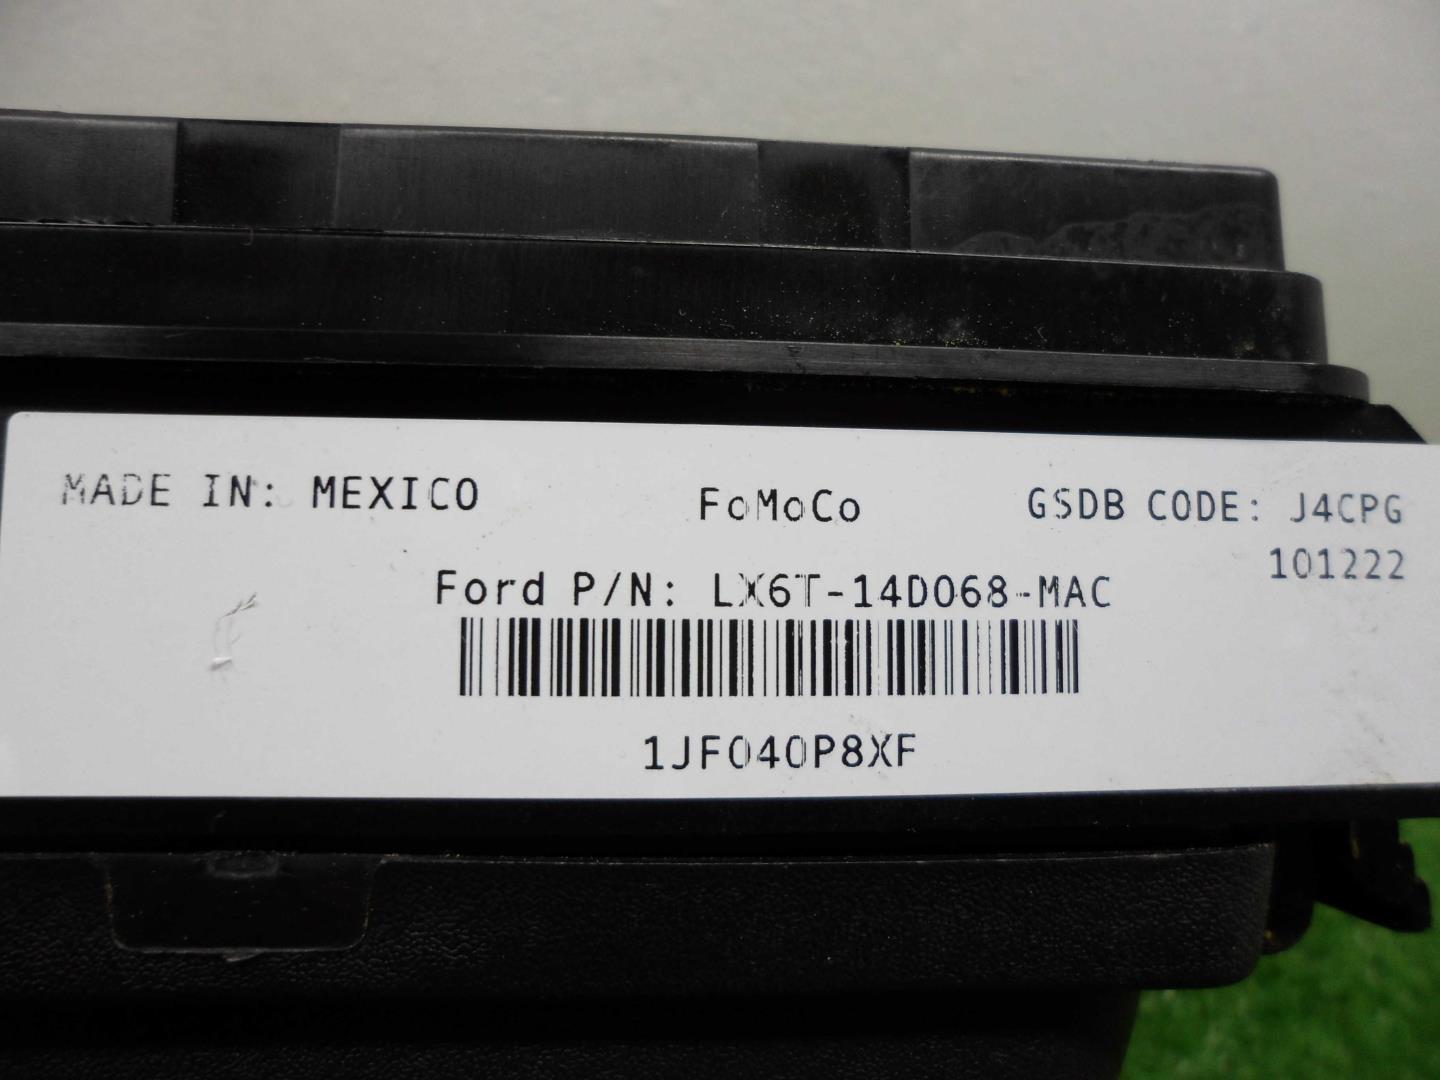 MADE IN: MEXICO FoMoCo GSDB CODE: J4CPG
101222
Ford P/N: LX6T-14D068-MAC
1JF040P8XF